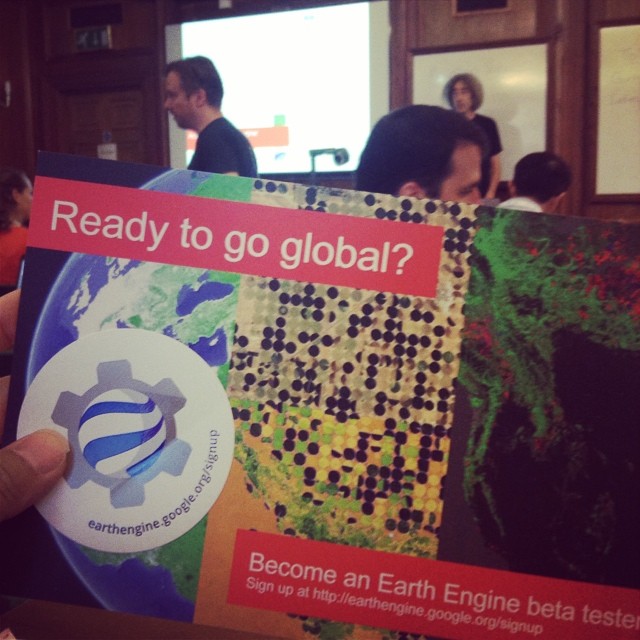 Ready to go global?
earthengine.google.org/signup
Become an Earth Engine beta tester
Sign up at http://earthengine.google.org/signup